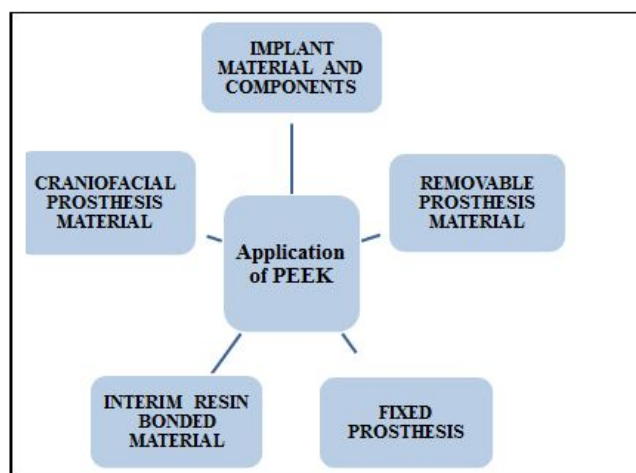 IMPLANT
MATERIAL AND
COMPONENTS
CRANIOFACIAL
PROSTHESIS
MATERIAL
REMOVABLE
PROSTHESIS
MATERIAL
Application
of PEEK
INTERIM RESIN
BONDED
MATERIAL
FIXED
PROSTHESIS